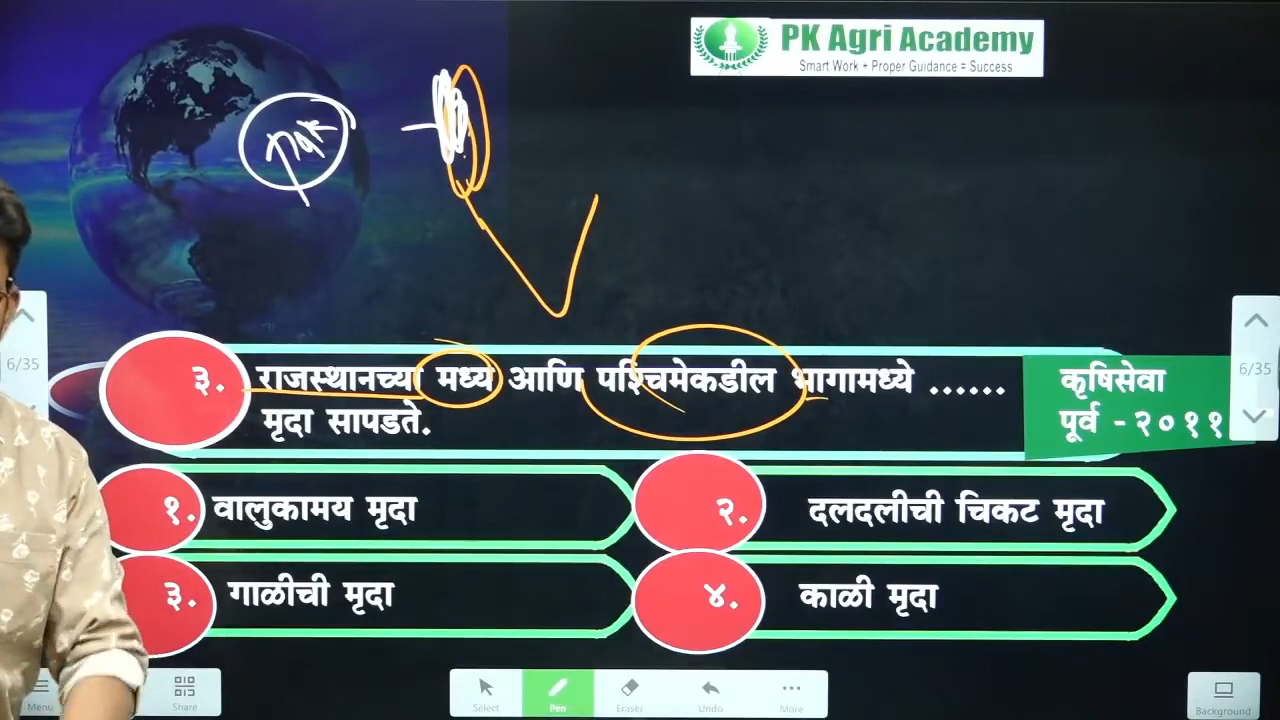 PK Agri Academy
Smart Work + Proper Guidance = Success
6/35
6/35
३. राजस्थानच्या मध्य आणि पश्चिमेकडील भागामध्ये ......
मृदा सापडते.
कृषिसेवा
पूर्व - २०११
१. वालुकामय मृदा
२. दलदलीची चिकट मृदा
३. गाळीची मृदा
४. काळी मृदा
Menu
Share
Select
Pen
Eraser
Undo
More
Background